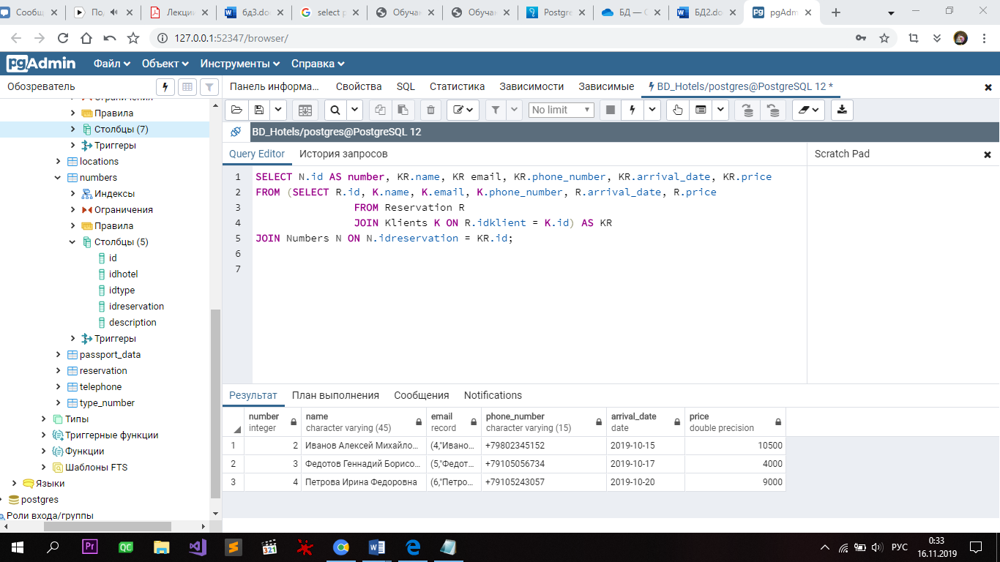 Сообщ
По
Лекци
бд3.do
select p
Обуча
Обуча
Postgre
БД — С
БД2.do
pgAdm
127.0.0.1:52347/browser/
pgAdmin
Файл
Объект
Инструменты
Справка
Обозреватель
Панель информа...
Свойства
SQL
Статистика
Зависимости
Зависимые
BD_Hotels/postgres@PostgreSQL 12 *
Ограничения
Правила
Столбцы (7)
Триггеры
locations
numbers
Индексы
Ограничения
Правила
Столбцы (5)
id
idhotel
idtype
idreservation
description
Триггеры
passport_data
reservation
telephone
type_number
Типы
Триггерные функции
Функции
Шаблоны FTS
Языки
postgres
Роли входа/группы
No limit
BD_Hotels/postgres@PostgreSQL 12
Query Editor
История запросов
Scratch Pad
1 SELECT N.id AS number, KR.name, KR email, KR.phone_number, KR.arrival_date, KR.price
2 FROM (SELECT R.id, K.name, K.email, K.phone_number, R.arrival_date, R.price
3 FROM Reservation R
4 JOIN Klients K ON R.idklient = K.id) AS KR
5 JOIN Numbers N ON N.idreservation = KR.id;
6
7
Результат
План выполнения
Сообщения
Notifications
number name email phone_number arrival_date price
integer character varying (45) record character varying (15) date double precision
1 2 Иванов Алексей Михайло... (4,"Ивано... +79802345152 2019-10-15 10500
2 3 Федотов Геннадий Борисо... (5,"Федот... +79105056734 2019-10-17 4000
3 4 Петрова Ирина Федоровна (6,"Петро... +79105243057 2019-10-20 9000
Pr
QC
321
РУС
0:33
16.11.2019